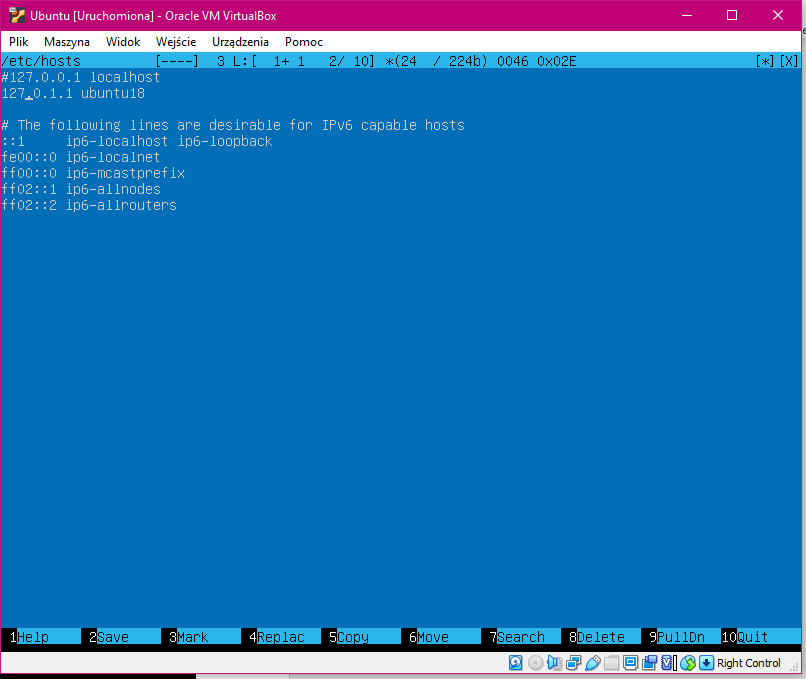 Ubuntu [Uruchomiona] - Oracle VM VirtualBox
Plik Maszyna Widok Wejście Urządzenia Pomoc
/etc/hosts [----] 3 L:[ 1+ 1 2/ 10] *(24 / 224b) 0046 0x02E [*][X]
#127.0.0.1 localhost
127.0.1.1 ubuntu18
# The following lines are desirable for IPv6 capable hosts
::1 ip6-localhost ip6-loopback
fe00::0 ip6-localnet
ff00::0 ip6-mcastprefix
ff02::1 ip6-allnodes
ff02::2 ip6-allrouters
1Help 2Save 3Mark 4Replac 5Copy 6Move 7Search 8Delete 9PullDn 10Quit
Right Control